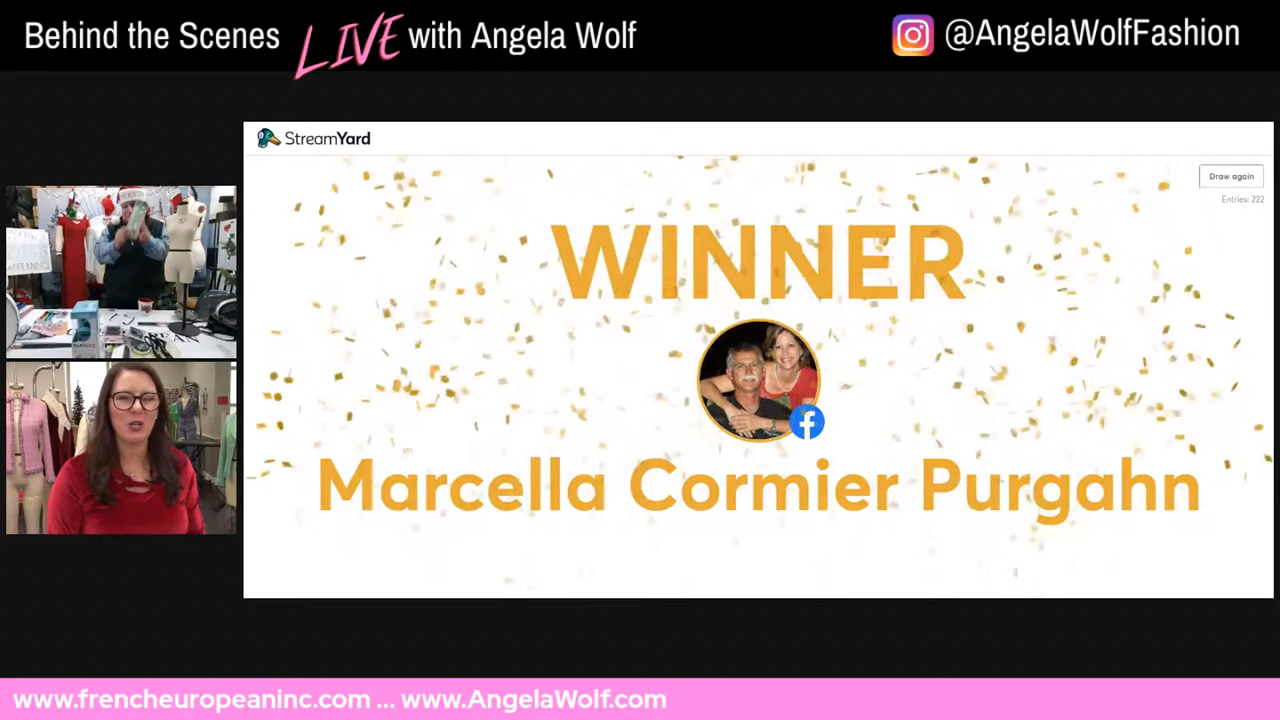 Behind the Scenes LIVE with Angela Wolf
@AngelaWolfFashion
StreamYard
Draw again
Entries: 222
WINNER
Marcella Cormier Purgahn
www.frencheuropeaninc.com ... www.AngelaWolf.com